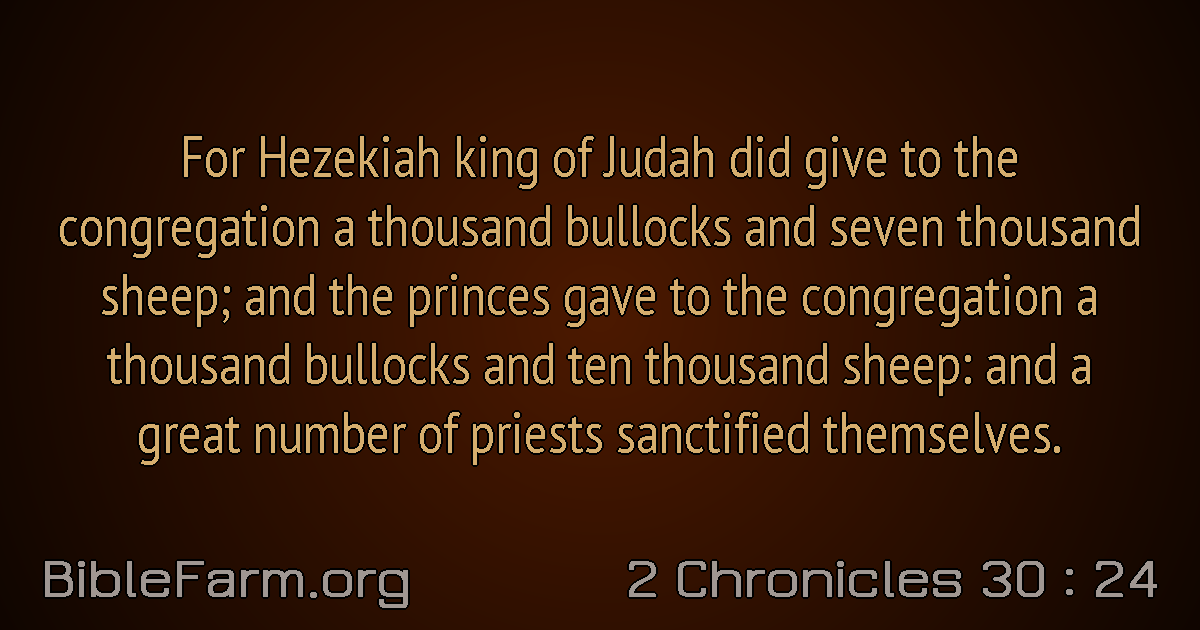 For Hezekiah king of Judah did give to the
congregation a thousand bullocks and seven thousand
sheep; and the princes gave to the congregation a
thousand bullocks and ten thousand sheep: and a
great number of priests sanctified themselves.
BibleFarm.org
2 Chronicles 30 : 24